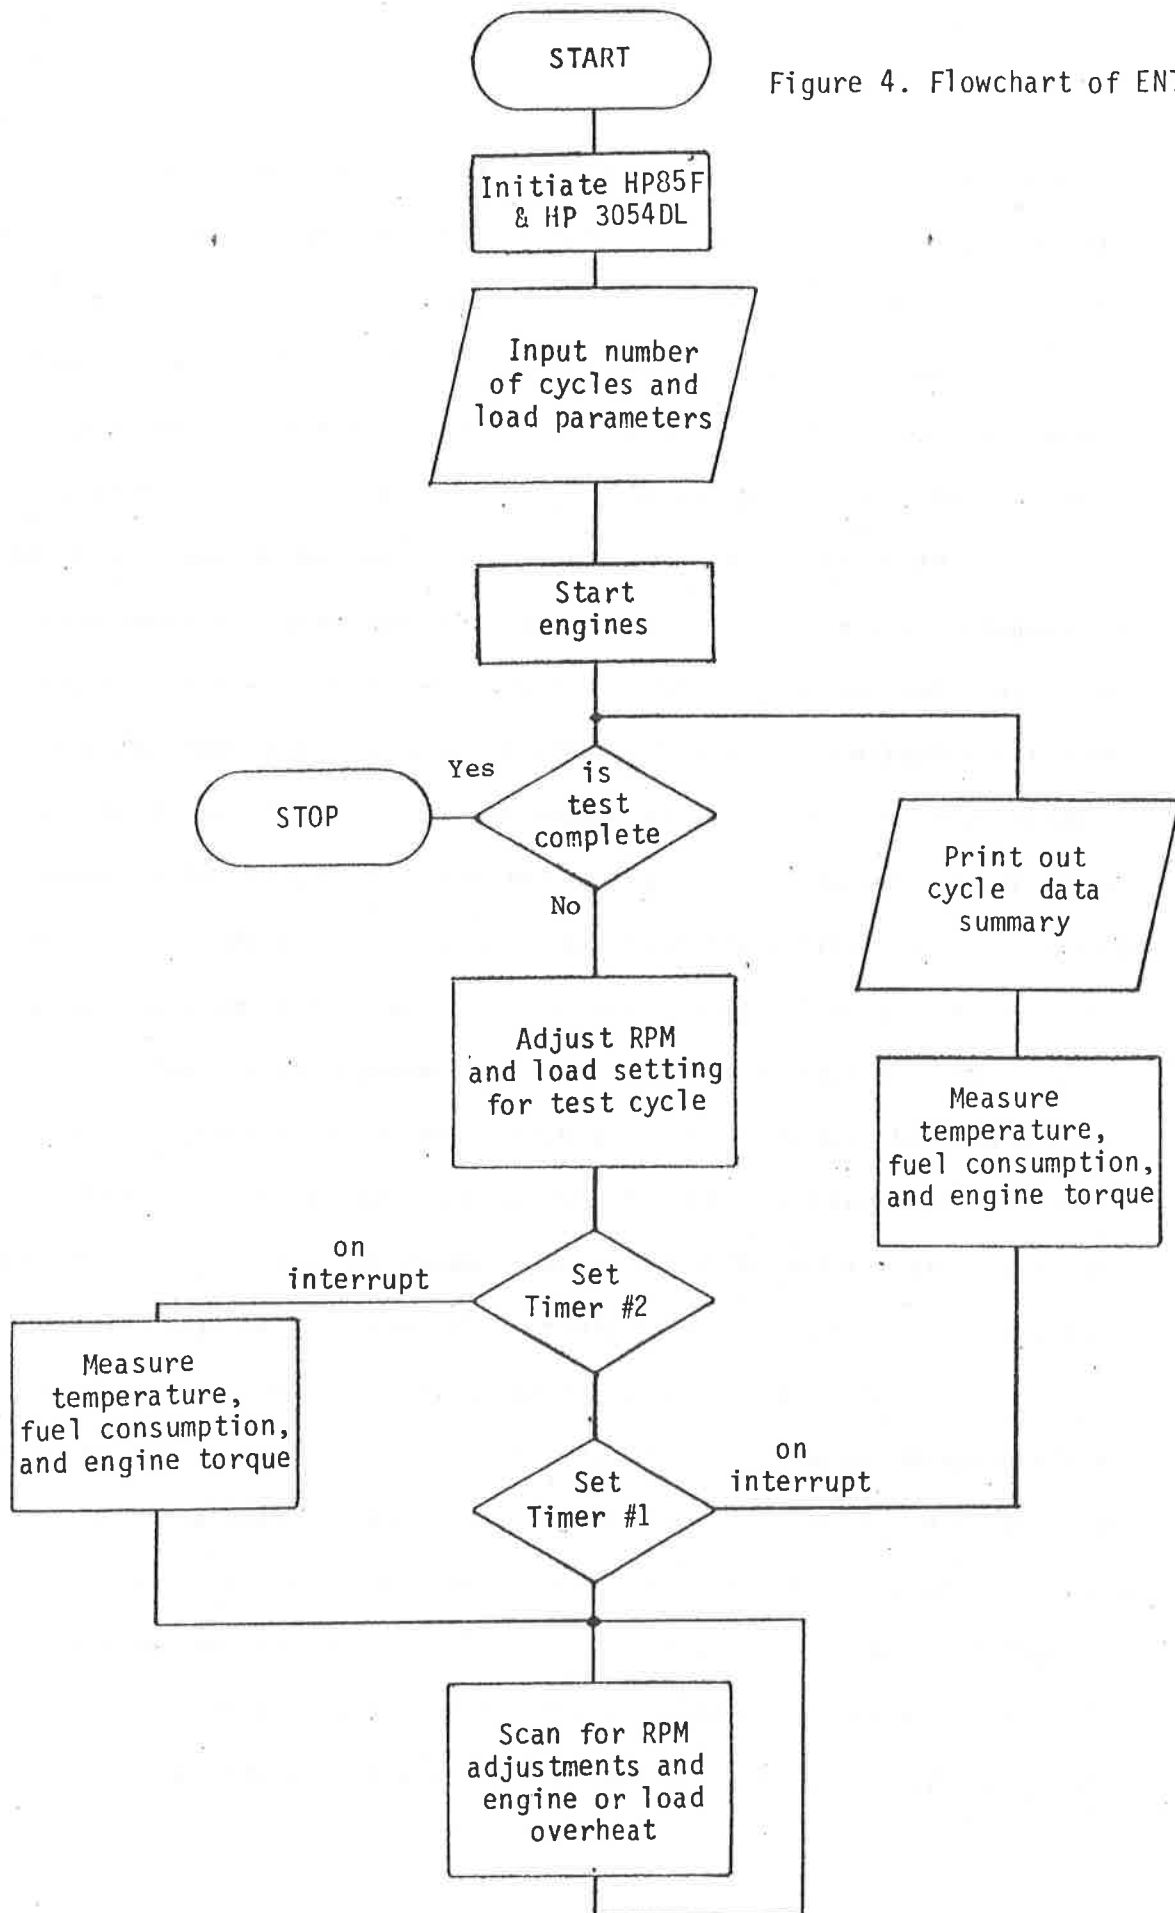 START
Figure 4. Flowchart of
Initiate HP85F
& HP 3054DL
Input number
of cycles and
load parameters
Start
engines
Yes
is
test
complete
STOP
No
Print out
cycle data
summary
Adjust RPM
and load setting
for test cycle
Measure
temperature,
fuel consumption,
and engine torque
on
interrupt
Set
Timer #2
Measure
temperature,
fuel consumption,
and engine torque
Set
Timer #1
on
interrupt
Scan for RPM
adjustments and
engine or load
overheat